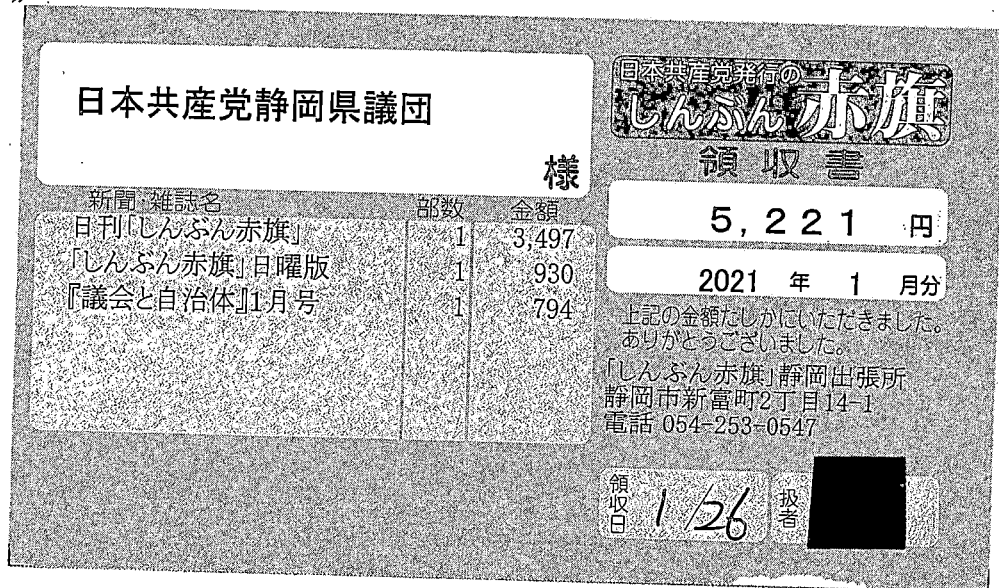 日本共産党静岡県議団
様
新聞・雑誌名 部数 金額
日刊「しんぶん赤旗」 1 3,497
「しんぶん赤旗」日曜版 1 930
『議会と自治体』1月号 1 794
日本共産党発行の
しんぶん赤旗
領収書
5,221 円
2021 年 1 月分
上記の金額たしかにいただきました。
ありがとうございました。
「しんぶん赤旗」静岡出張所
静岡市新富町2丁目14-1
電話 054-253-0547
領収日 1/26 扱者